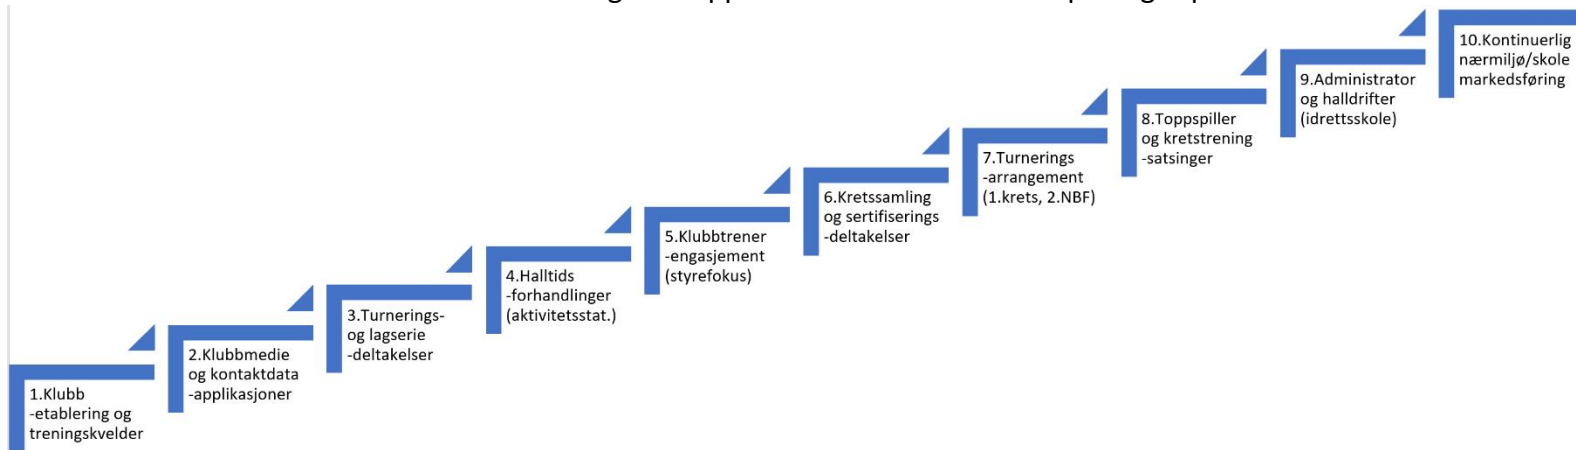 1.Klubb
-etablering og
treningskvelder
2.Klubbmedie
og kontaktdata
-applikasjoner
3.Turnerings-
og lagserie
-deltakelser
4.Halltids
-forhandlinger
(aktivitetsstat.)
5.Klubbtrener
-engasjement
(styrefokus)
6.Kretssamling
og sertifiserings
-deltakelser
7.Turnerings
-arrangement
(1.krets, 2.NBF)
8.Toppspiller
og kretstrening
-satsinger
9.Administrator
og halldrifter
(idrettsskole)
10.Kontinuerlig
nærmiljø/skole
markedsføring